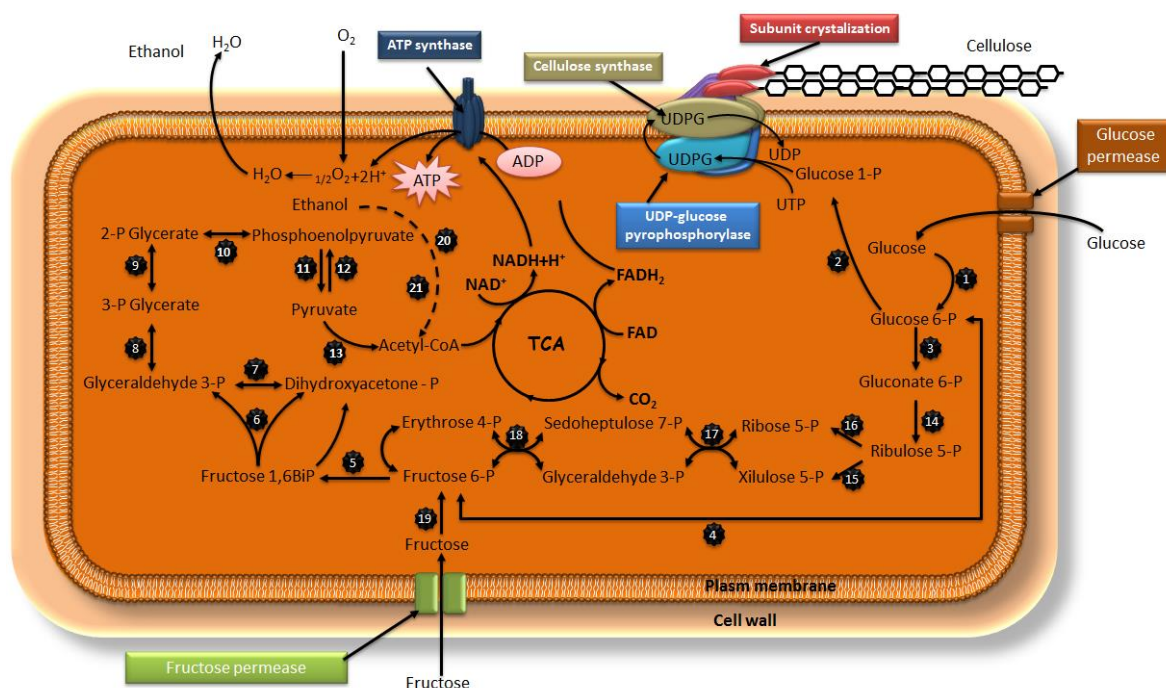 Ethanol
H₂O
O₂
ATP synthase
Subunit crystalization
Cellulose
Cellulose synthase
UDPG
UDP
UDPG
Glucose 1-P
UTP
UDP-glucose
pyrophosphorylase
Glucose
permease
Glucose
Glucose
ADP
ATP
H₂O
1/2O₂+2H⁺
Ethanol
2-P Glycerate
10
Phosphoenolpyruvate
20
9
11
12
21
NADH+H⁺
NAD⁺
FADH₂
2
1
3-P Glycerate
Pyruvate
Glucose 6-P
8
13
Acetyl-CoA
TCA
FAD
3
Glyceraldehyde 3-P
7
Dihydroxyacetone - P
Gluconate 6-P
CO₂
6
Erythrose 4-P
18
Sedoheptulose 7-P
17
Ribose 5-P
16
14
Ribulose 5-P
Fructose 1,6BiP
5
Fructose 6-P
Glyceraldehyde 3-P
Xilulose 5-P
15
19
4
Fructose
Plasm membrane
Cell wall
Fructose permease
Fructose